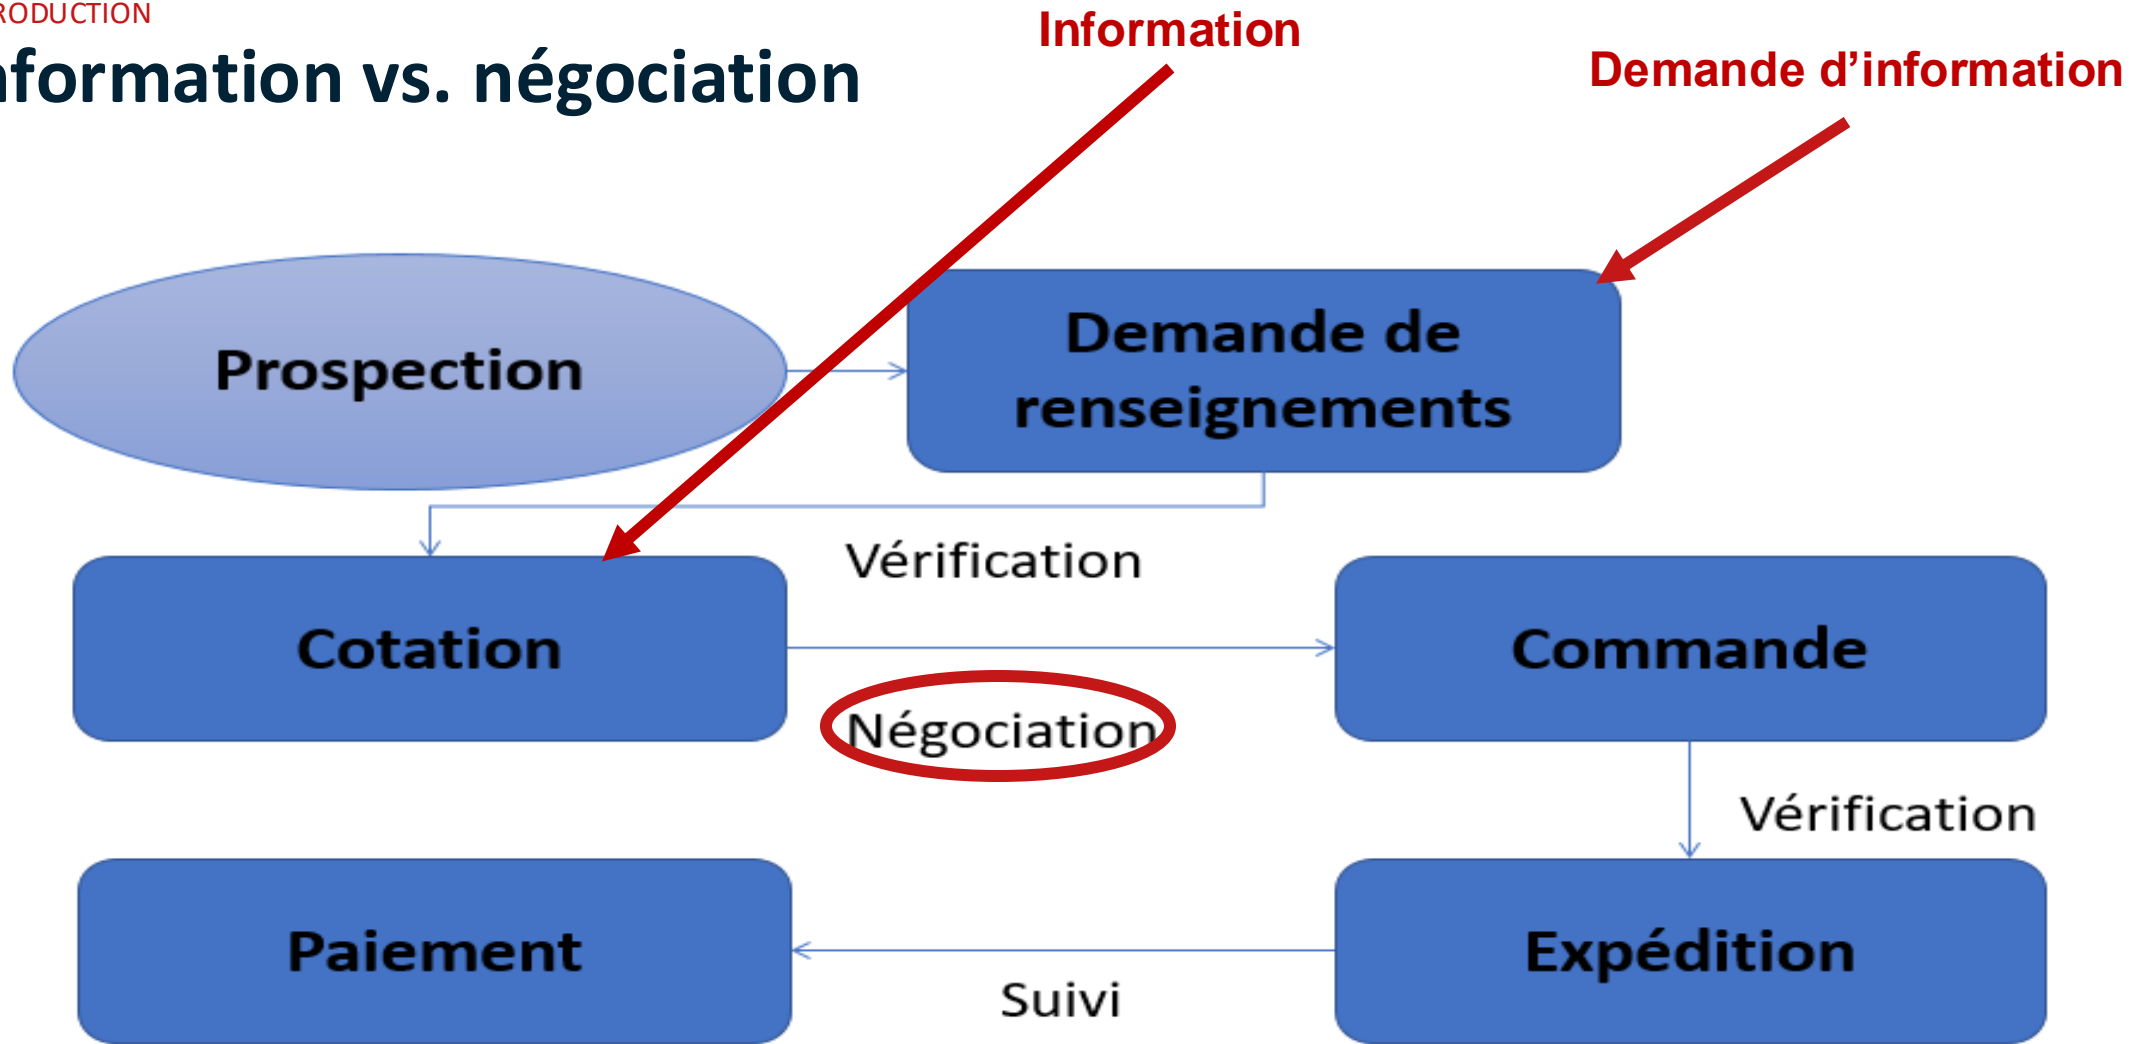 RODUCTION
nformation vs. négociation
Information
Demande d’information
Prospection
Demande de
renseignements
Vérification
Cotation
Commande
Négociation
Vérification
Paiement
Expédition
Suivi